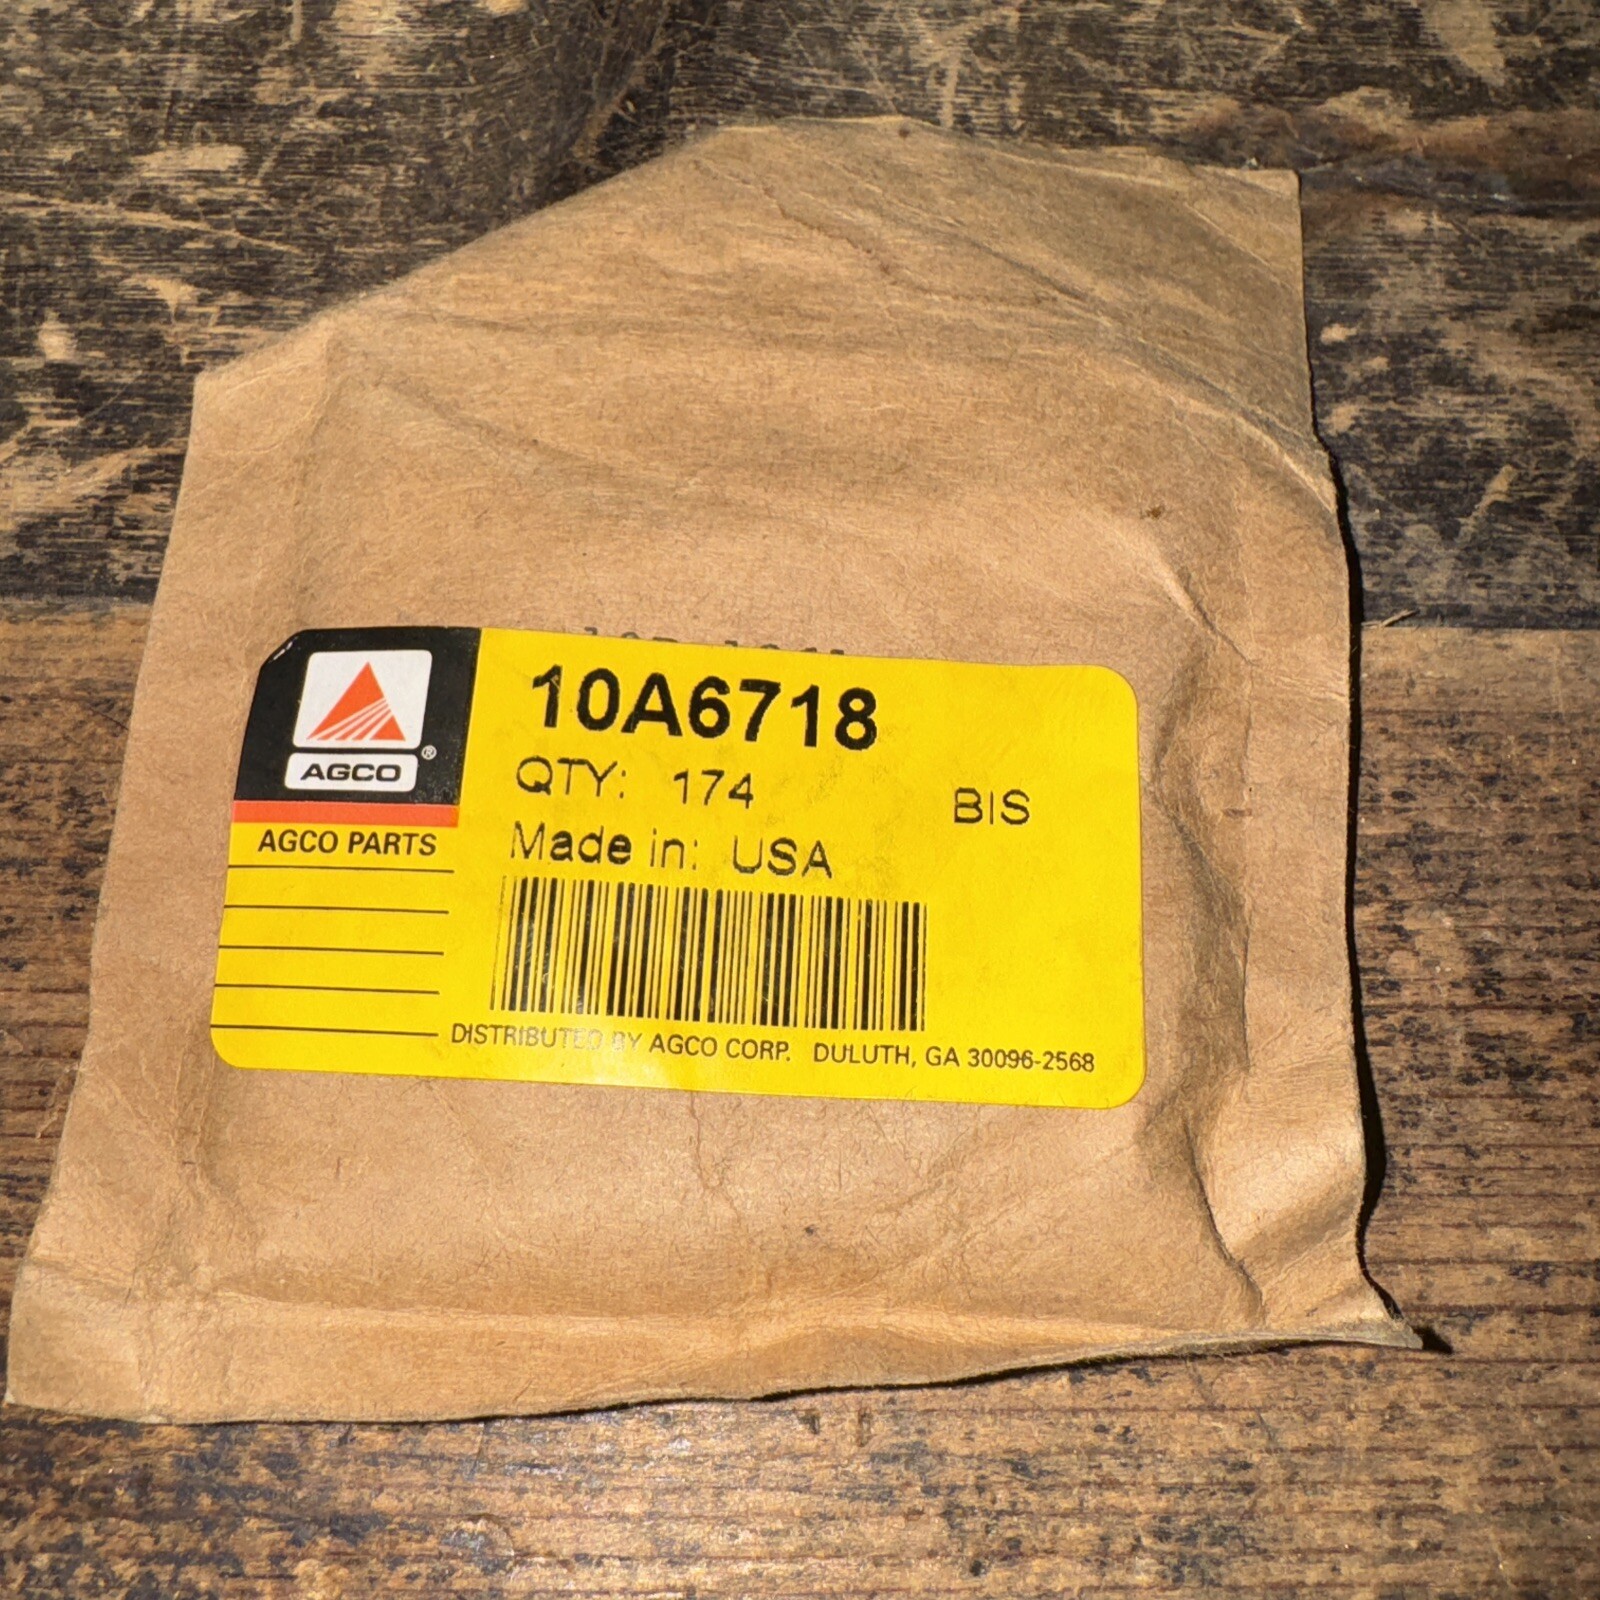 10A6718
QTY: 174 BIS
Made in: USA
AGCO ®
AGCO PARTS
DISTRIBUTED BY AGCO CORP. DULUTH, GA 30096-2568